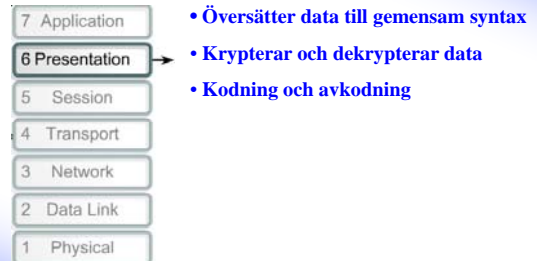 7 Application
6 Presentation
5 Session
4 Transport
3 Network
2 Data Link
1 Physical
• Översätter data till gemensam syntax
• Krypterar och dekrypterar data
• Kodning och avkodning